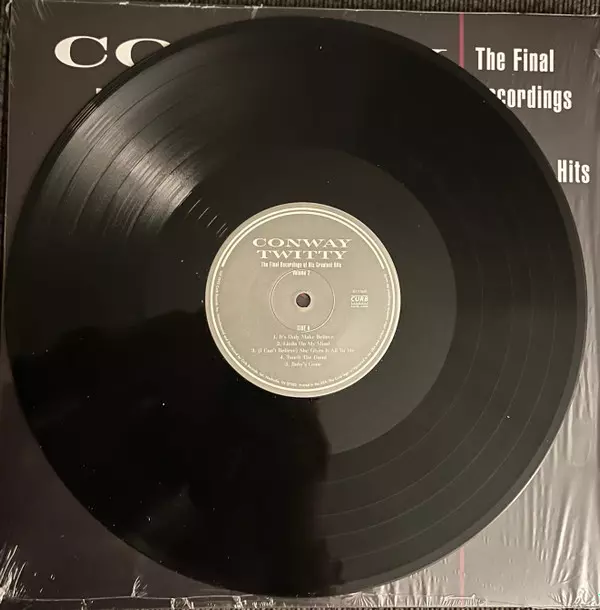 CO Y
The Final
cordings
Hits
CONWAY
TWITTY
The Final Recordings of His Greatest Hits
Volume 2
CURB
SIDE A
1. It's Only Make Believe
2. Linda On My Mind
3. (I Can't Believe) She Gives It All To Me
4. Touch The Hand
5. Baby's Gone